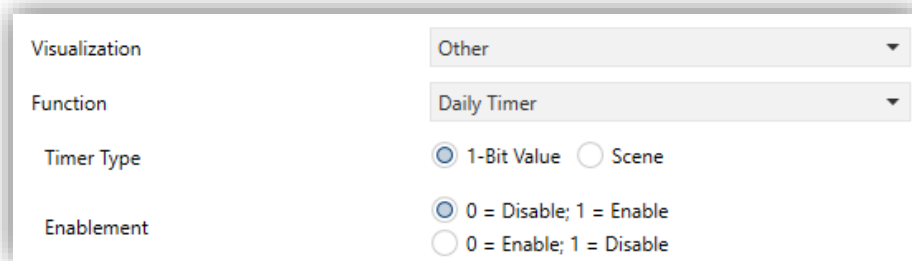 Visualization Other
Function Daily Timer
Timer Type 1-Bit Value Scene
Enablement 0 = Disable; 1 = Enable
0 = Enable; 1 = Disable